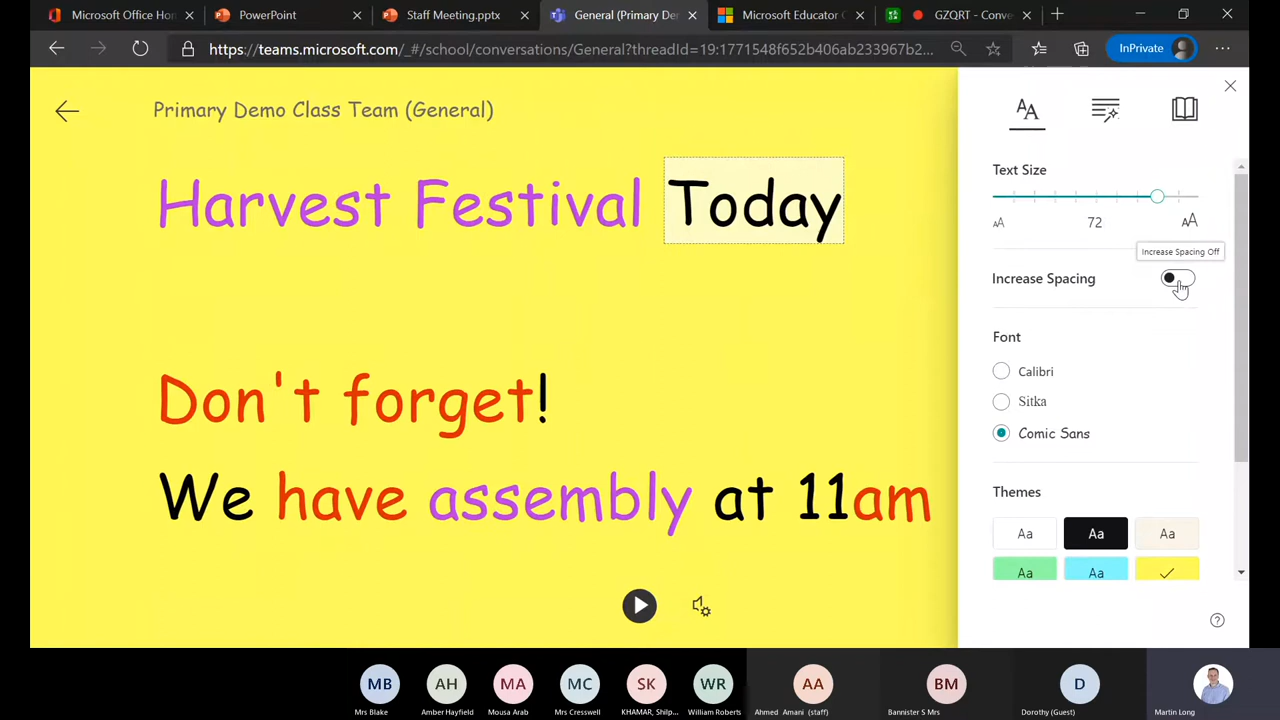 Microsoft Office Hom
PowerPoint
Staff Meeting.pptx
General (Primary De
Microsoft Educator C
GZQRT - Conve
https://teams.microsoft.com/_#/school/conversations/General?threadId=19:1771548f652b406ab233967b2...
InPrivate
Primary Demo Class Team (General)
Harvest Festival Today
Don't forget!
We have assembly at 11am
Text Size
AA 72 AA
Increase Spacing Off
Increase Spacing
Font
Calibri
Sitka
Comic Sans
Themes
Aa Aa Aa
Aa Aa
MB AH MA MC SK WR AA BM D
Mrs Blake Amber Hayfield Mousa Arab Mrs Cresswell KHAMAR, Shilp... William Roberts Ahmed Amani (staff) Bannister S Mrs Dorothy (Guest) Martin Long